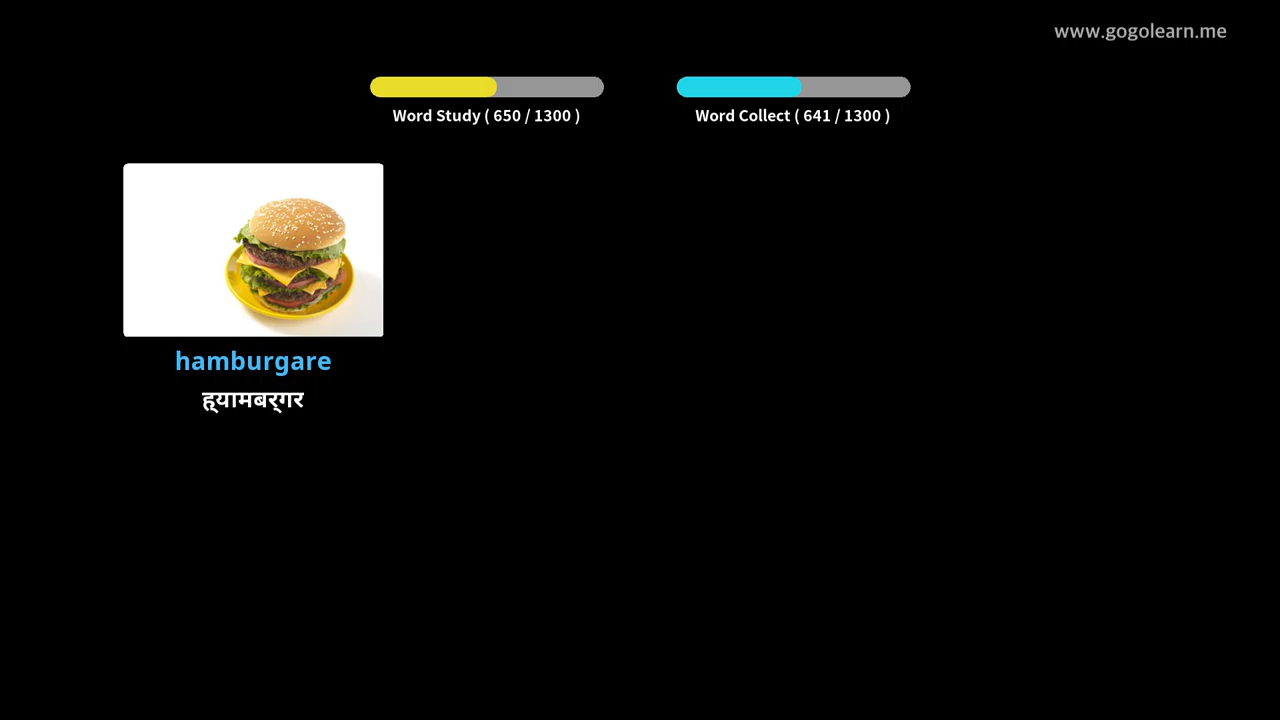 www.gogolearn.me
Word Study ( 650 / 1300 )
Word Collect ( 641 / 1300 )
hamburgare
ह्यामबर्गर